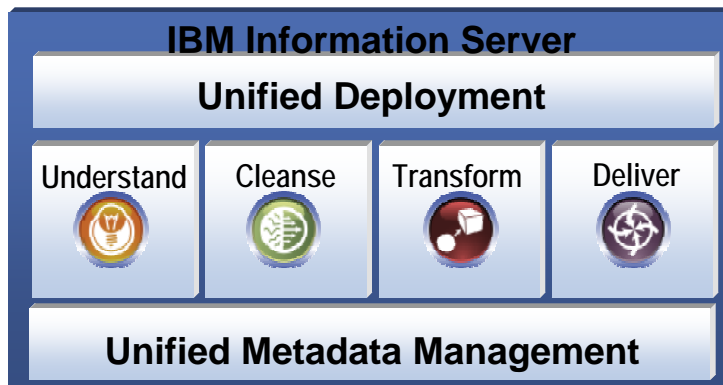 IBM Information Server
Unified Deployment
Understand Cleanse Transform Deliver
Unified Metadata Management